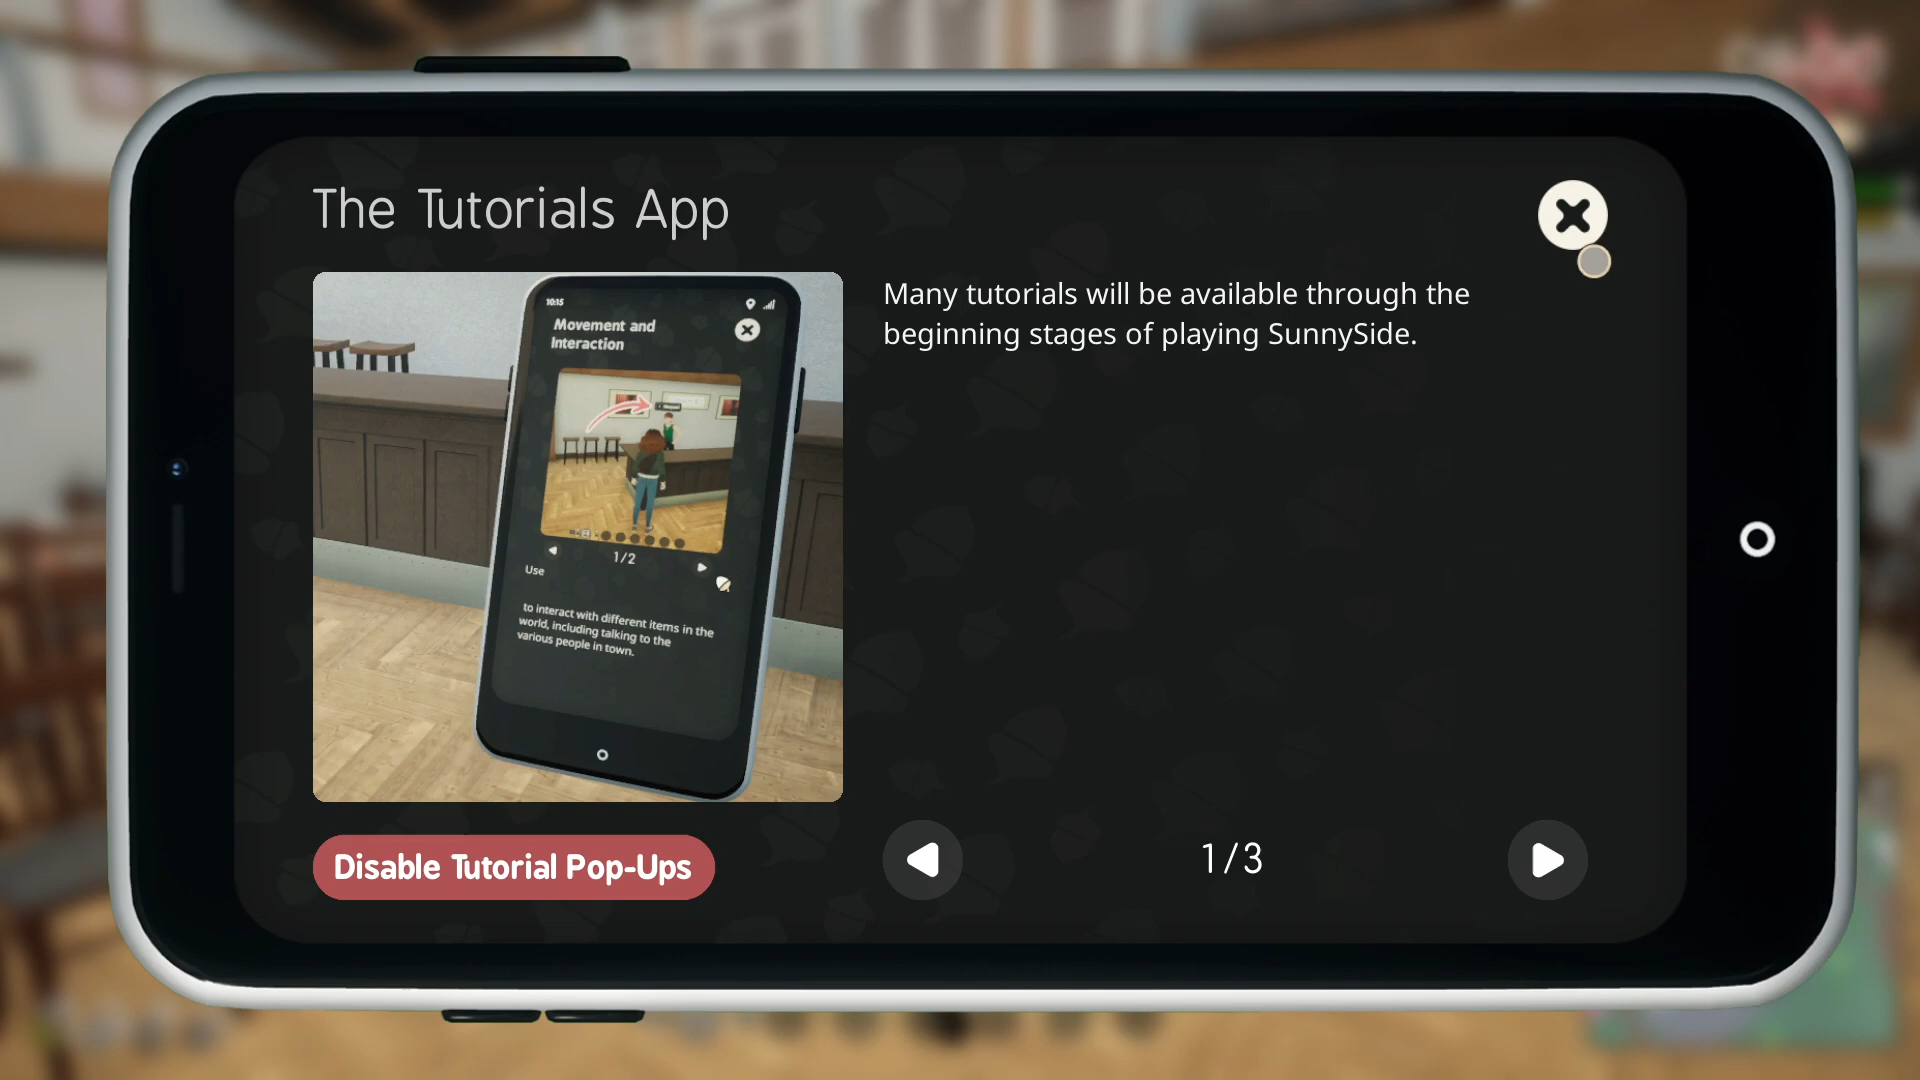 The Tutorials App
10:15
Movement and
Interaction
1/2
Use
to interact with different items in the
world, including talking to the
various people in town.
Many tutorials will be available through the
beginning stages of playing SunnySide.
Disable Tutorial Pop-Ups
1/3